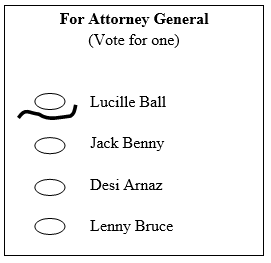 For Attorney General
(Vote for one)
Lucille Ball
Jack Benny
Desi Arnaz
Lenny Bruce